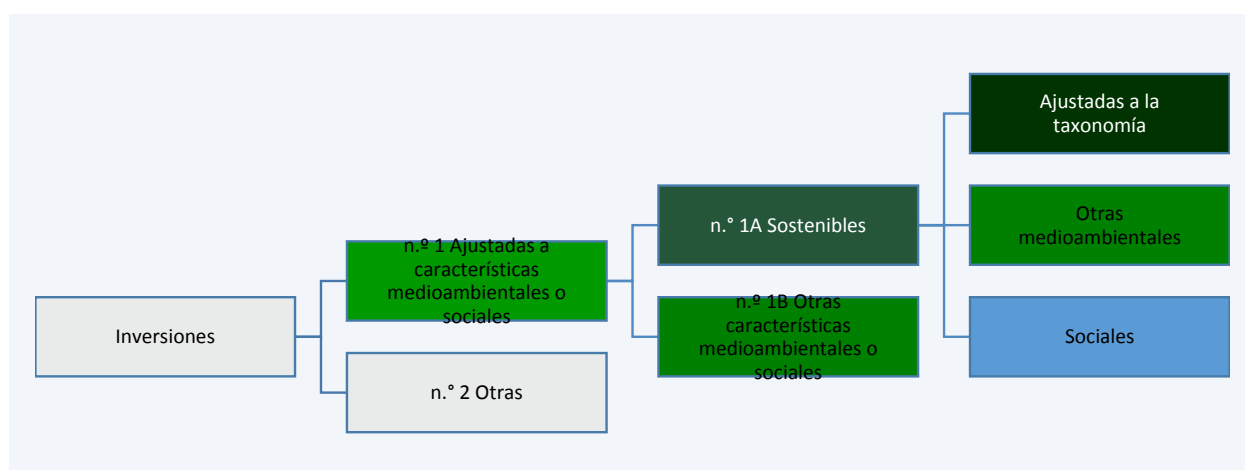 Inversiones
n.º 1 Ajustadas a
características
medioambientales o
sociales
n.° 2 Otras
n.° 1A Sostenibles
n.º 1B Otras
características
medioambientales o
sociales
Ajustadas a la
taxonomía
Otras
medioambientales
Sociales